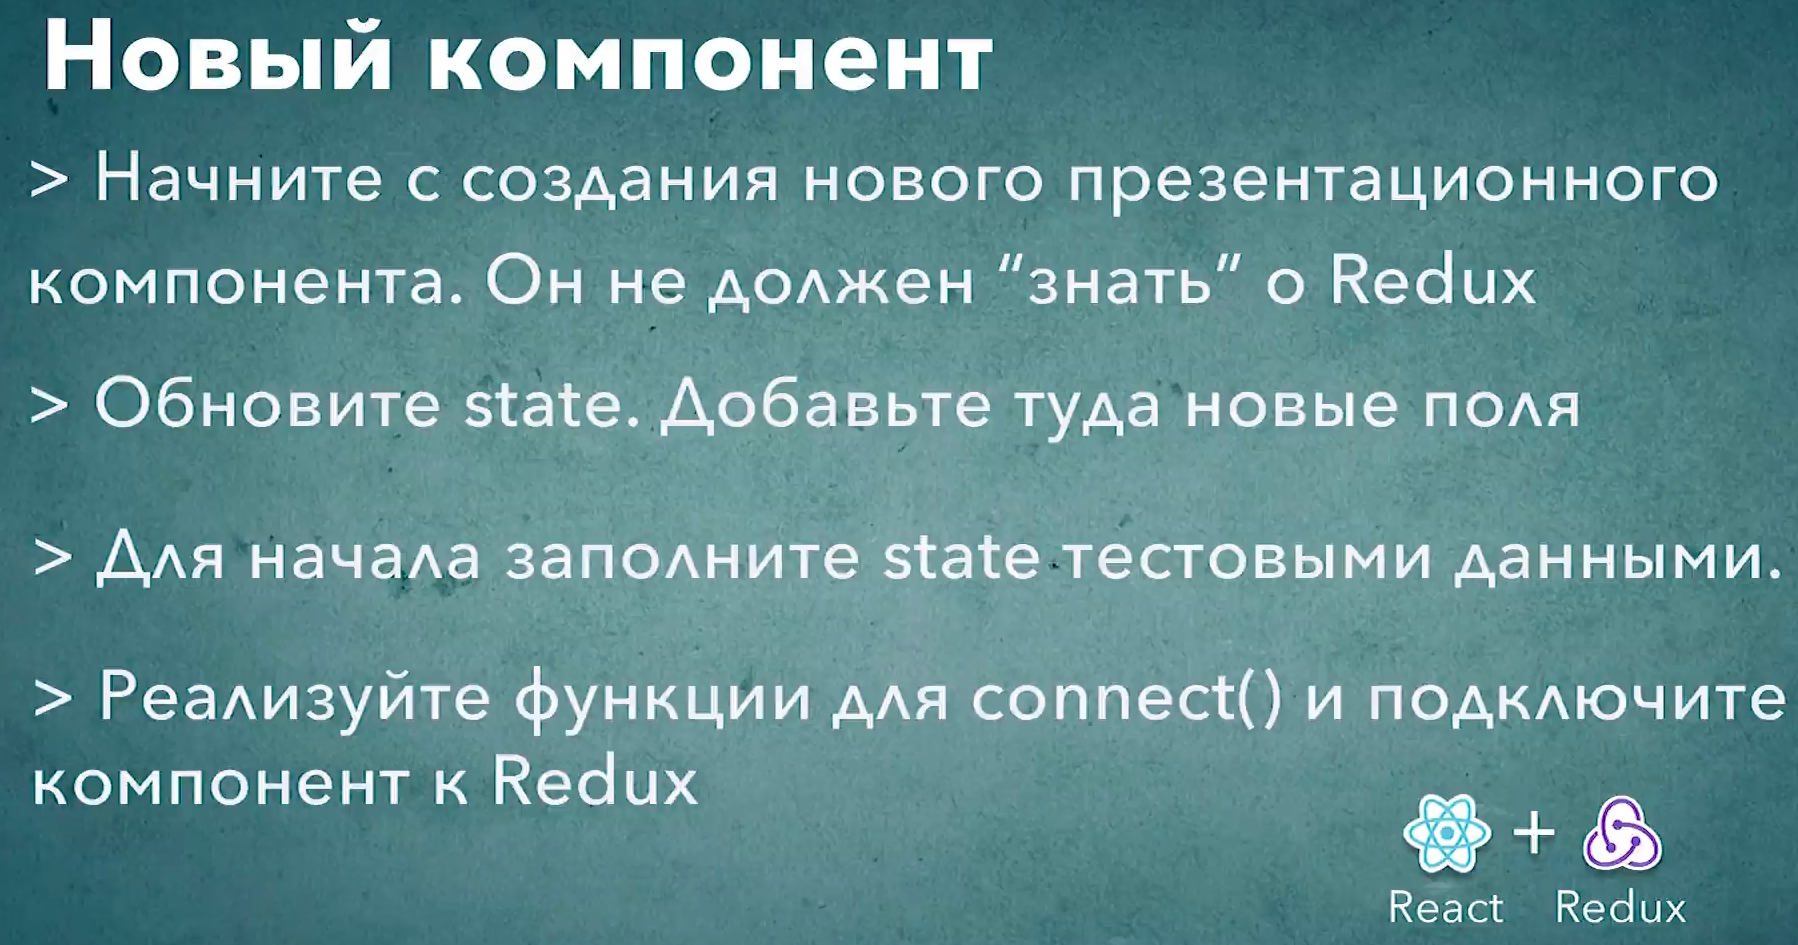 Новый компонент
> Начните с создания нового презентационного
компонента. Он не должен “знать” о Redux
> Обновите state. Добавьте туда новые поля
> Для начала заполните state тестовыми данными.
> Реализуйте функции для connect() и подключите
компонент к Redux
+
React Redux